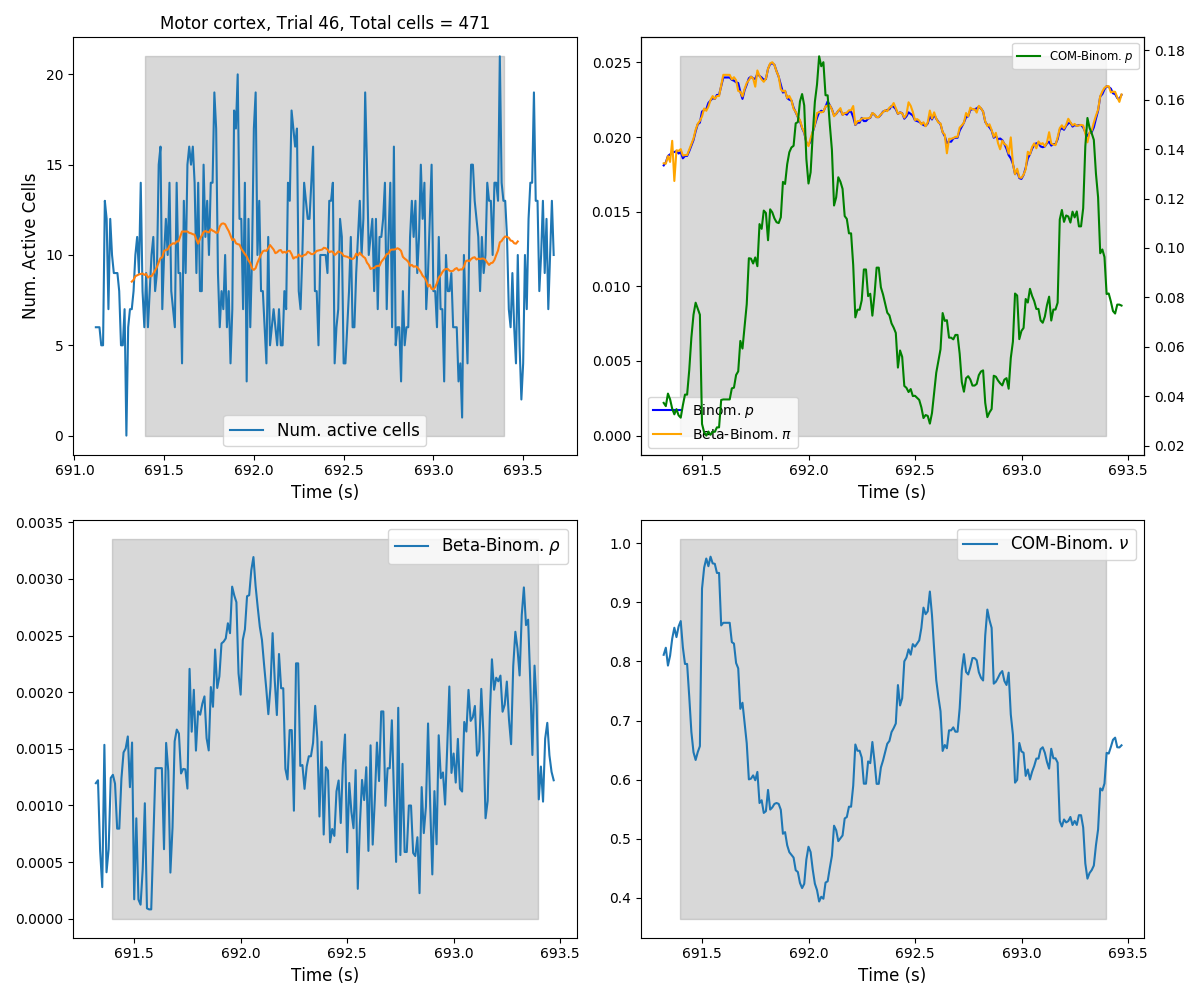 Motor cortex, Trial 46, Total cells = 471
Num. Active Cells
20
15
10
5
0
Num. active cells
691.0 691.5 692.0 692.5 693.0 693.5
Time (s)
0.025
0.020
0.015
0.010
0.005
0.000
COM-Binom. p
0.18
0.16
0.14
0.12
0.10
0.08
0.06
0.04
0.02
Binom. p
Beta-Binom. π
691.5 692.0 692.5 693.0 693.5
Time (s)
0.0035
0.0030
0.0025
0.0020
0.0015
0.0010
0.0005
0.0000
Beta-Binom. ρ
691.5 692.0 692.5 693.0 693.5
Time (s)
1.0
0.9
0.8
0.7
0.6
0.5
0.4
COM-Binom. ν
691.5 692.0 692.5 693.0 693.5
Time (s)